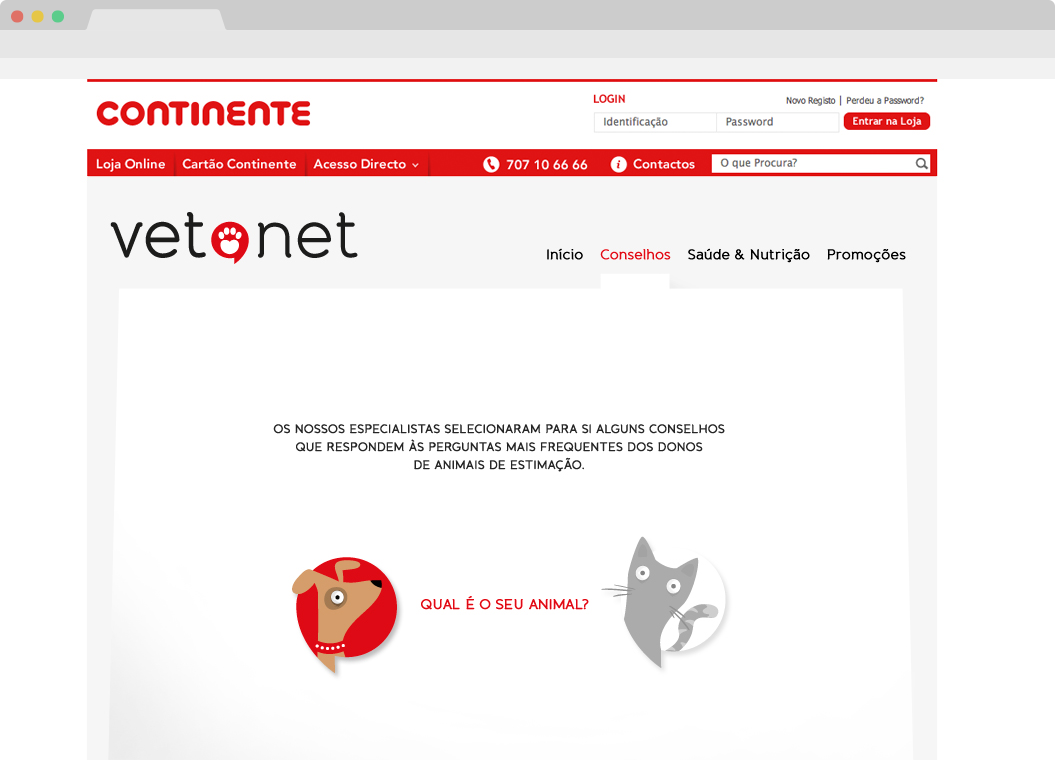 CONTINENTE
LOGIN
Novo Registo | Perdeu a Password?
Identificação Password Entrar na Loja
Loja Online Cartão Continente Acesso Directo 707 10 66 66 Contactos O que Procura?
vet net
Início Conselhos Saúde & Nutrição Promoções
OS NOSSOS ESPECIALISTAS SELECIONARAM PARA SI ALGUNS CONSELHOS
QUE RESPONDEM ÀS PERGUNTAS MAIS FREQUENTES DOS DONOS
DE ANIMAIS DE ESTIMAÇÃO.
QUAL É O SEU ANIMAL?